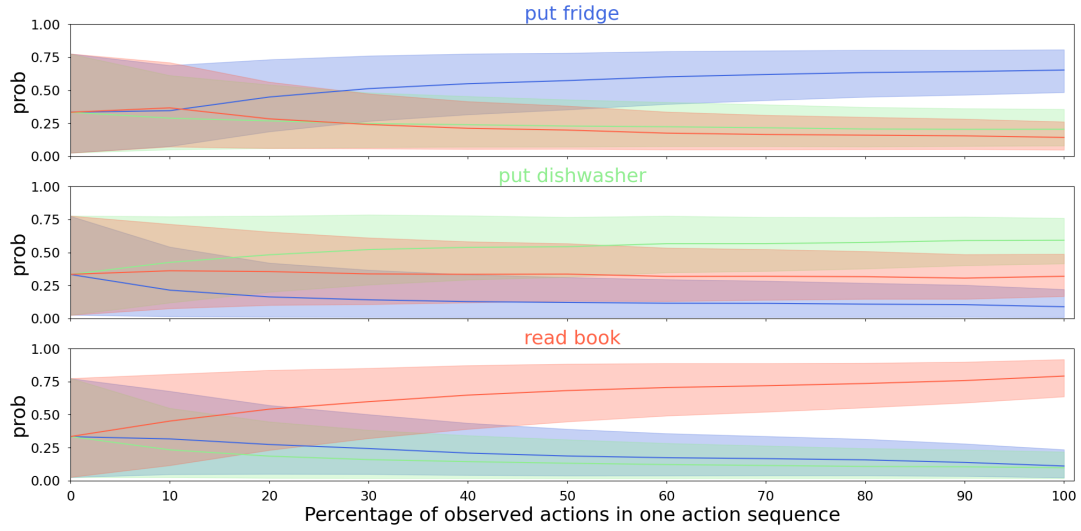 put fridge
1.00
0.75
0.50
0.25
0.00
prob
put dishwasher
1.00
0.75
0.50
0.25
0.00
prob
read book
1.00
0.75
0.50
0.25
0.00
prob
0 10 20 30 40 50 60 70 80 90 100
Percentage of observed actions in one action sequence